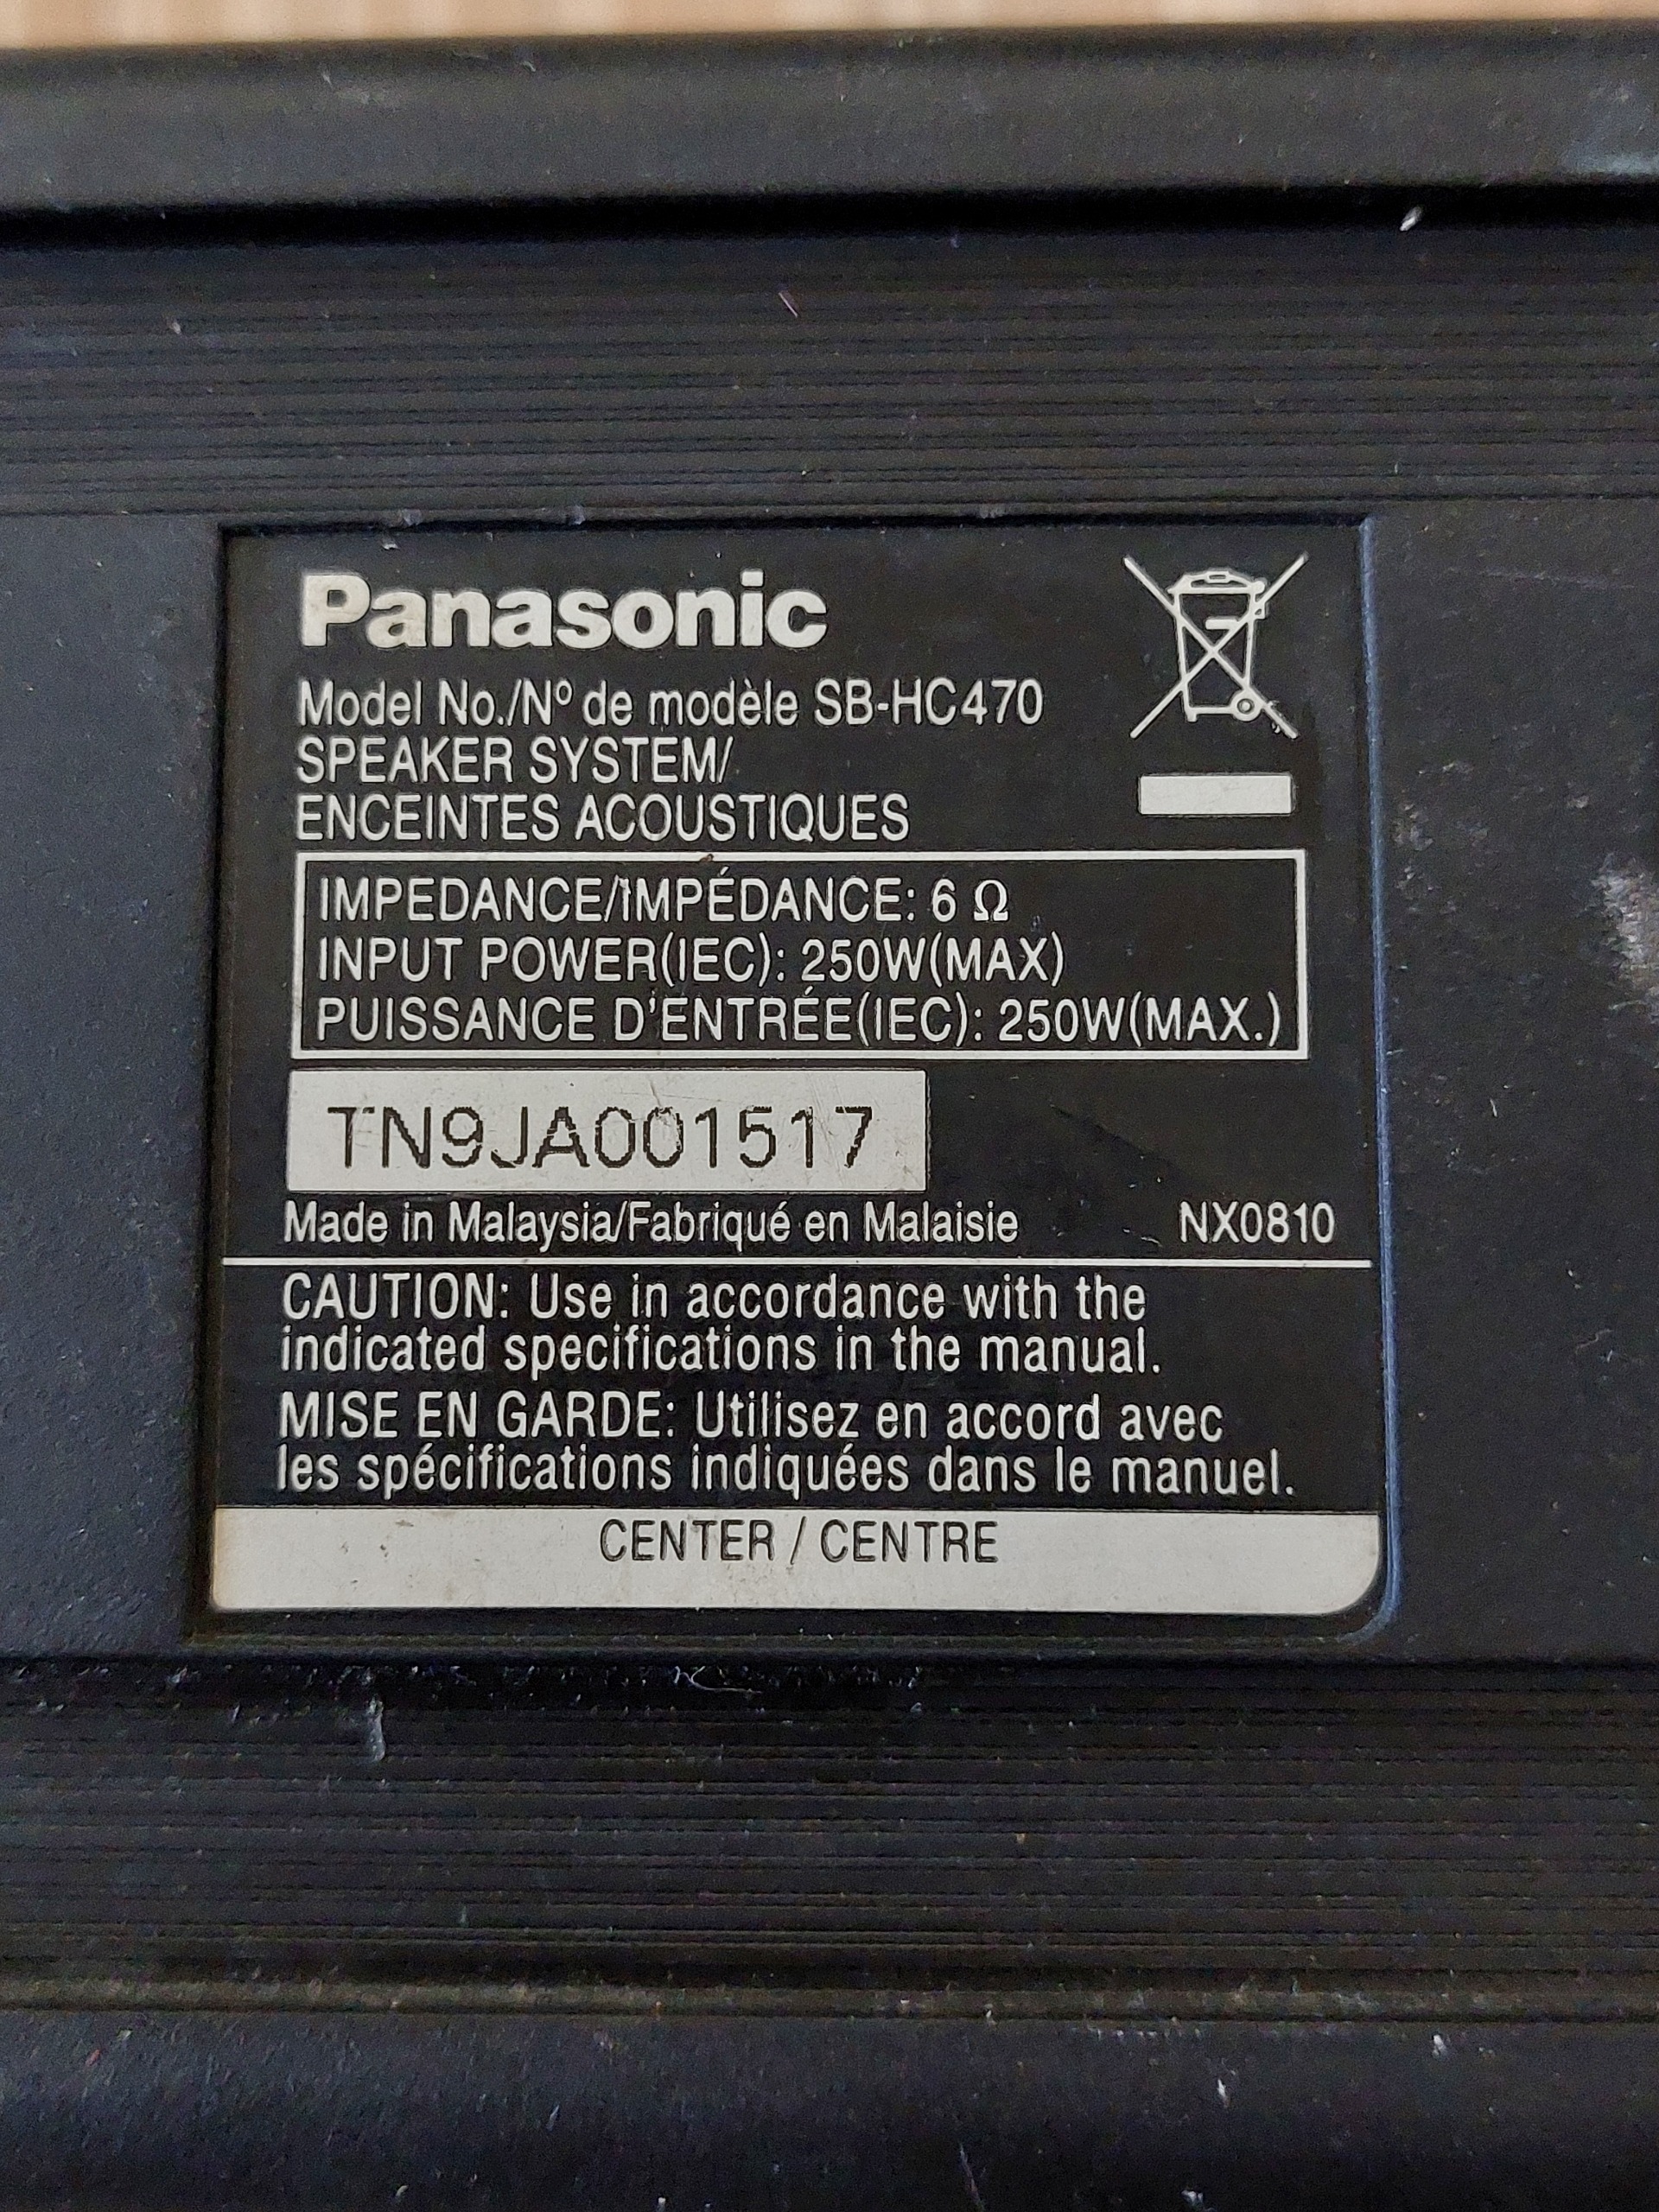 Panasonic
Model No./Nº de modèle SB-HC470
SPEAKER SYSTEM/
ENCEINTES ACOUSTIQUES
IMPEDANCE/IMPÉDANCE: 6 Ω
INPUT POWER(IEC): 250W(MAX)
PUISSANCE D'ENTRÉE(IEC): 250W(MAX.)
TN9JA001517
Made in Malaysia/Fabriqué en Malaisie NX0810
CAUTION: Use in accordance with the
indicated specifications in the manual.
MISE EN GARDE: Utilisez en accord avec
les spécifications indiquées dans le manuel.
CENTER / CENTRE